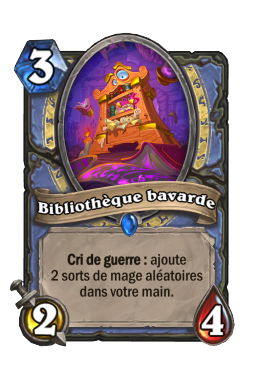 3
Bibliothèque bavarde
Cri de guerre : ajoute
2 sorts de mage aléatoires
dans votre main.
2
4